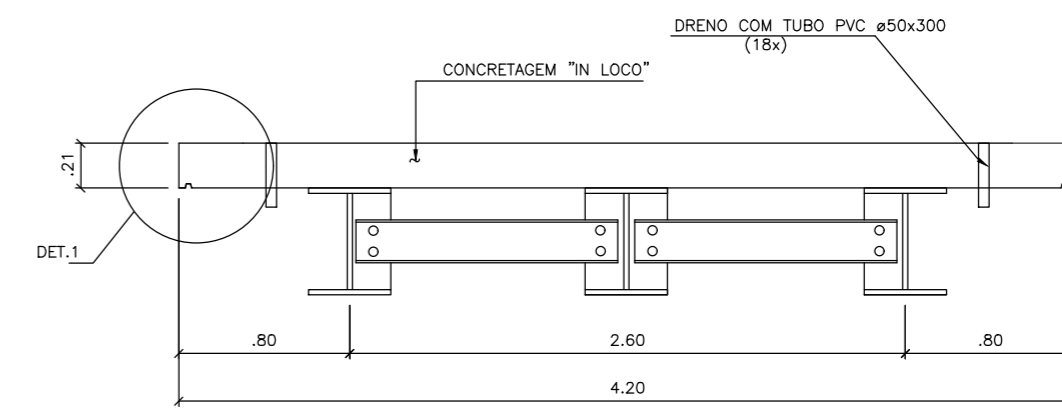 DRENO COM TUBO PVC ø50x300
(18x)
CONCRETAGEM "IN LOCO"
.21
DET.1
.80
2.60
.80
4.20